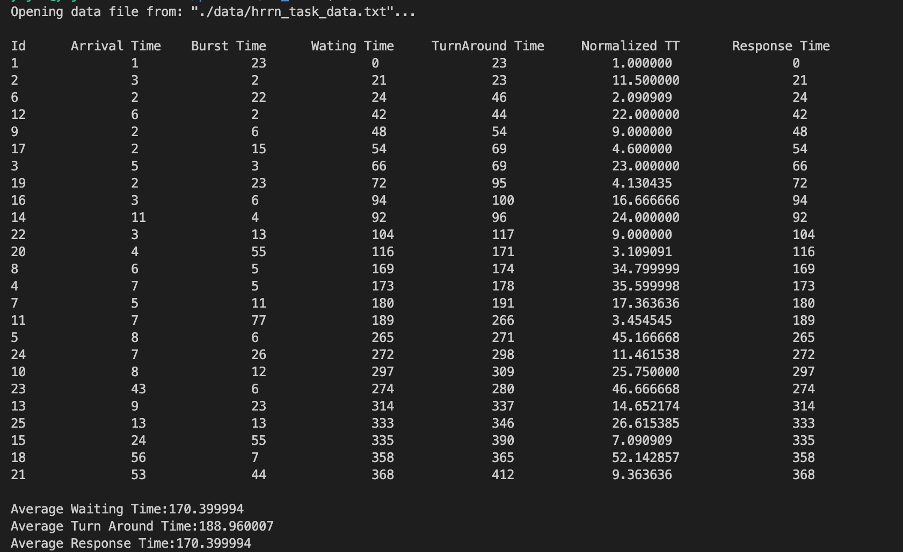 Opening data file from: "./data/hrrn_task_data.txt"...
Id Arrival Time Burst Time Wating Time TurnAround Time Normalized TT Response Time
1 1 23 0 23 1.000000 0
2 3 2 21 23 11.500000 21
6 2 22 24 46 2.090909 24
12 6 2 42 44 22.000000 42
9 2 6 48 54 9.000000 48
17 2 15 54 69 4.600000 54
3 5 3 66 69 23.000000 66
19 2 23 72 95 4.130435 72
16 3 6 94 100 16.666666 94
14 11 4 92 96 24.000000 92
22 3 13 104 117 9.000000 104
20 4 55 116 171 3.109091 116
8 6 5 169 174 34.799999 169
4 7 5 173 178 35.599998 173
7 5 11 180 191 17.363636 180
11 7 77 189 266 3.454545 189
5 8 6 265 271 45.166668 265
24 7 26 272 298 11.461538 272
10 8 12 297 309 25.750000 297
23 43 6 274 280 46.666668 274
13 9 23 314 337 14.652174 314
25 13 13 333 346 26.615385 333
15 24 55 335 390 7.090909 335
18 56 7 358 365 52.142857 358
21 53 44 368 412 9.363636 368
Average Waiting Time:170.399994
Average Turn Around Time:188.960007
Average Response Time:170.399994